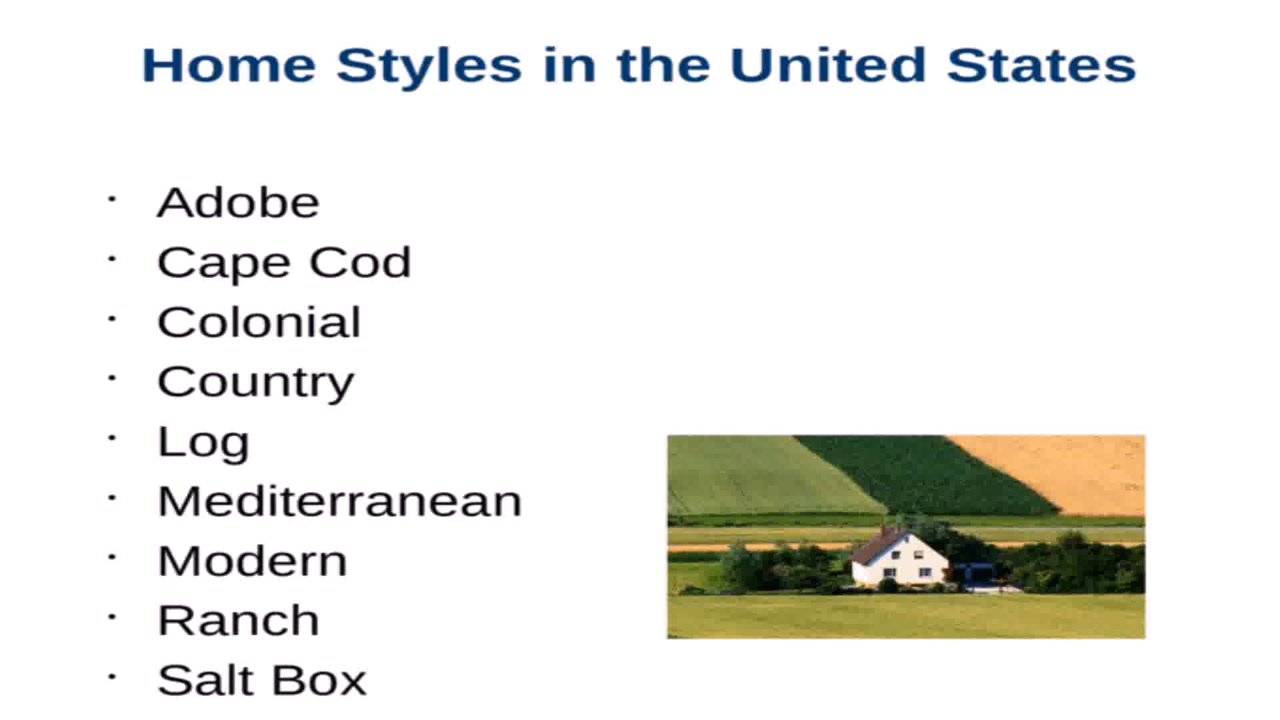 Home Styles in the United States
· Adobe
· Cape Cod
· Colonial
· Country
· Log
· Mediterranean
· Modern
· Ranch
· Salt Box